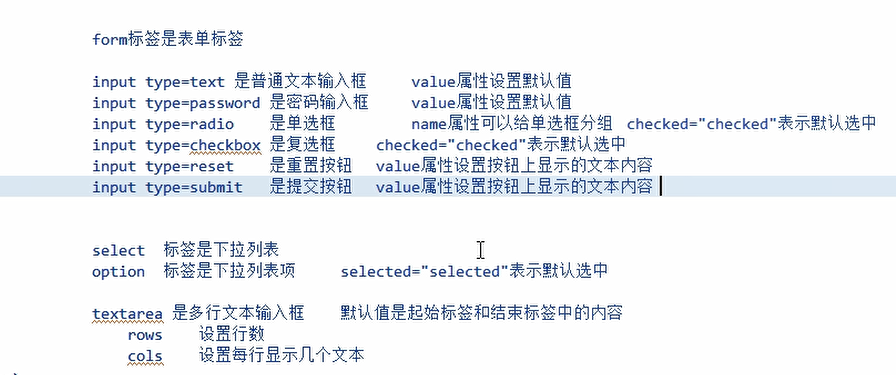 form标签是表单标签
input type=text 是普通文本输入框 value属性设置默认值
input type=password 是密码输入框 value属性设置默认值
input type=radio 是单选框 name属性可以给单选框分组 checked="checked"表示默认选中
input type=checkbox 是复选框 checked="checked"表示默认选中
input type=reset 是重置按钮 value属性设置按钮上显示的文本内容
input type=submit 是提交按钮 value属性设置按钮上显示的文本内容
select 标签是下拉列表
option 标签是下拉列表项 selected="selected"表示默认选中
textarea 是多行文本输入框 默认值是起始标签和结束标签中的内容
rows 设置行数
cols 设置每行显示几个文本